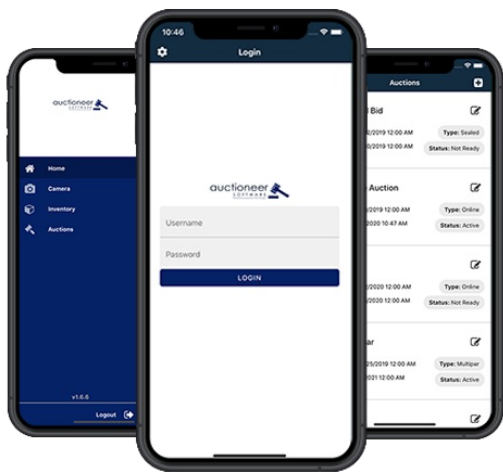 auctioneer
SOFTWARE
Home
Camera
Inventory
Auctions
v1.6.6
Logout
10:46
Login
auctioneer
SOFTWARE
Username
Password
LOGIN
Auctions
Bid
/2019 12:00 AM
Type: Sealed
/2019 12:00 AM
Status: Not Ready
Auction
/2019 12:00 AM
Type: Online
2020 10:47 AM
Status: Active
/2020 12:00 AM
Type: Online
/2020 12:00 AM
Status: Not Ready
ar
25/2019 12:00 AM
Type: Multipar
2031 12:00 AM
Status: Active